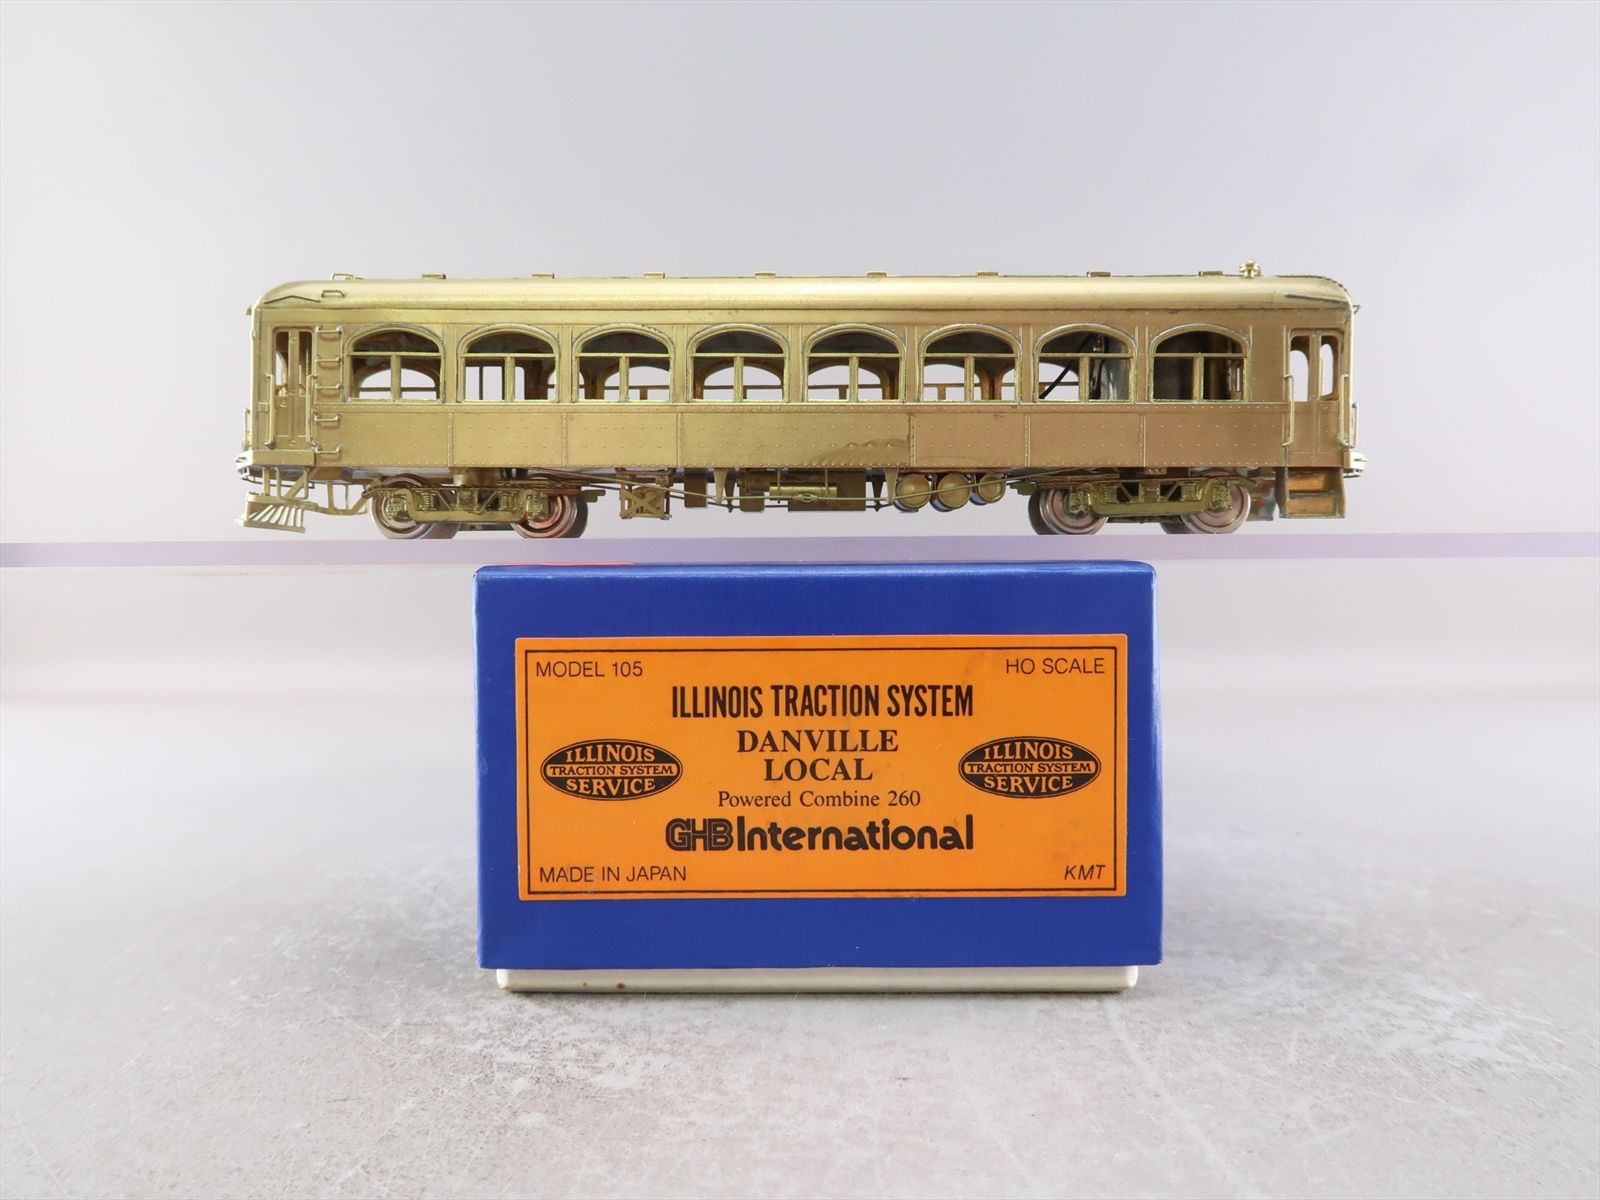 MODEL 105 HO SCALE
ILLINOIS TRACTION SYSTEM
DANVILLE
LOCAL
ILLINOIS
TRACTION SYSTEM
SERVICE
ILLINOIS
TRACTION SYSTEM
SERVICE
Powered Combine 260
GHB International
MADE IN JAPAN KMT